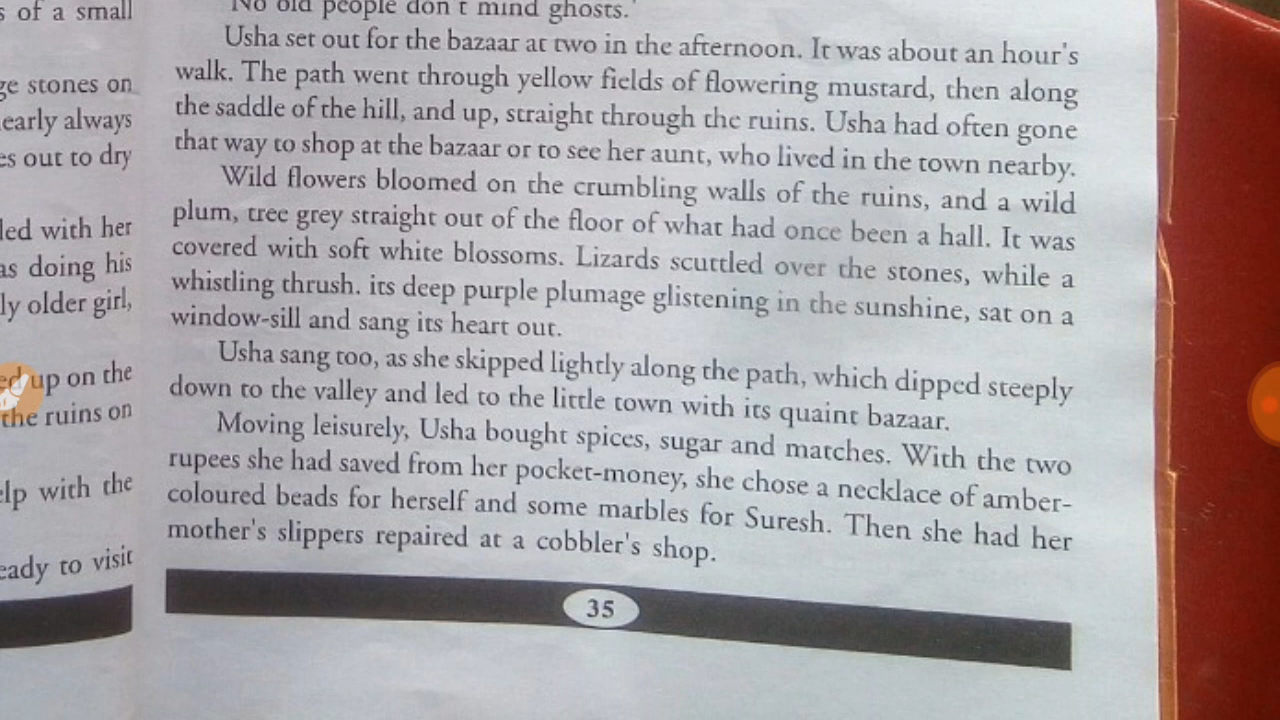 s of a small
ge stones on
early always
es out to dry
led with her
as doing his
ly older girl,
up on the
the ruins on
elp with the
eady to visit
'No old people don't mind ghosts.'
Usha set out for the bazaar at two in the afternoon. It was about an hour's
walk. The path went through yellow fields of flowering mustard, then along
the saddle of the hill, and up, straight through the ruins. Usha had often gone
that way to shop at the bazaar or to see her aunt, who lived in the town nearby.
Wild flowers bloomed on the crumbling walls of the ruins, and a wild
plum, tree grey straight out of the floor of what had once been a hall. It was
covered with soft white blossoms. Lizards scuttled over the stones, while a
whistling thrush. its deep purple plumage glistening in the sunshine, sat on a
window-sill and sang its heart out.
Usha sang too, as she skipped lightly along the path, which dipped steeply
down to the valley and led to the little town with its quaint bazaar.
Moving leisurely, Usha bought spices, sugar and matches. With the two
rupees she had saved from her pocket-money, she chose a necklace of amber-
coloured beads for herself and some marbles for Suresh. Then she had her
mother's slippers repaired at a cobbler's shop.
35